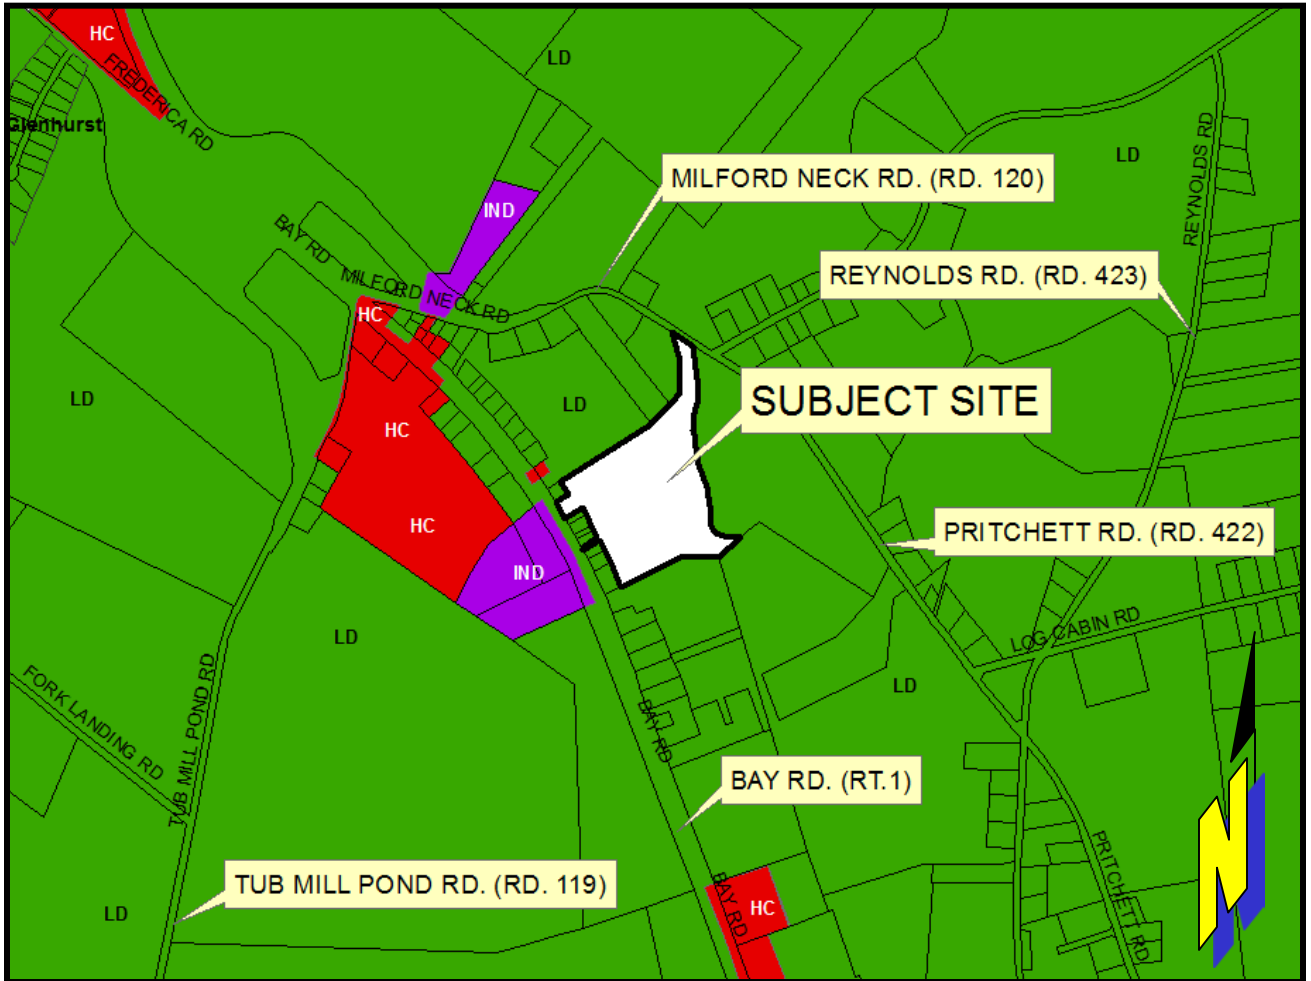 HC
LD
FREDERICA RD
Glenhurst
LD
REYNOLDS RD
MILFORD NECK RD. (RD. 120)
IND
BAY RD
REYNOLDS RD. (RD. 423)
MILFORD NECK RD
HC
SUBJECT SITE
LD
LD
HC
HC
PRITCHETT RD. (RD. 422)
IND
LOG CABIN RD
LD
LD
FORK LANDING RD
TUB MILL POND RD
BAY RD
BAY RD. (RT.1)
TUB MILL POND RD. (RD. 119)
PRITCHETT RD
BAY RD
HC
LD
N